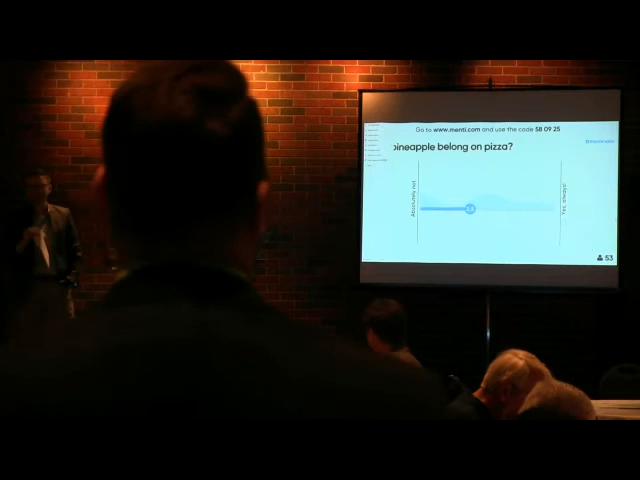 Go to www.menti.com and use the code 58 09 25
pineapple belong on pizza?
Absolutely not
Yes, always!
53